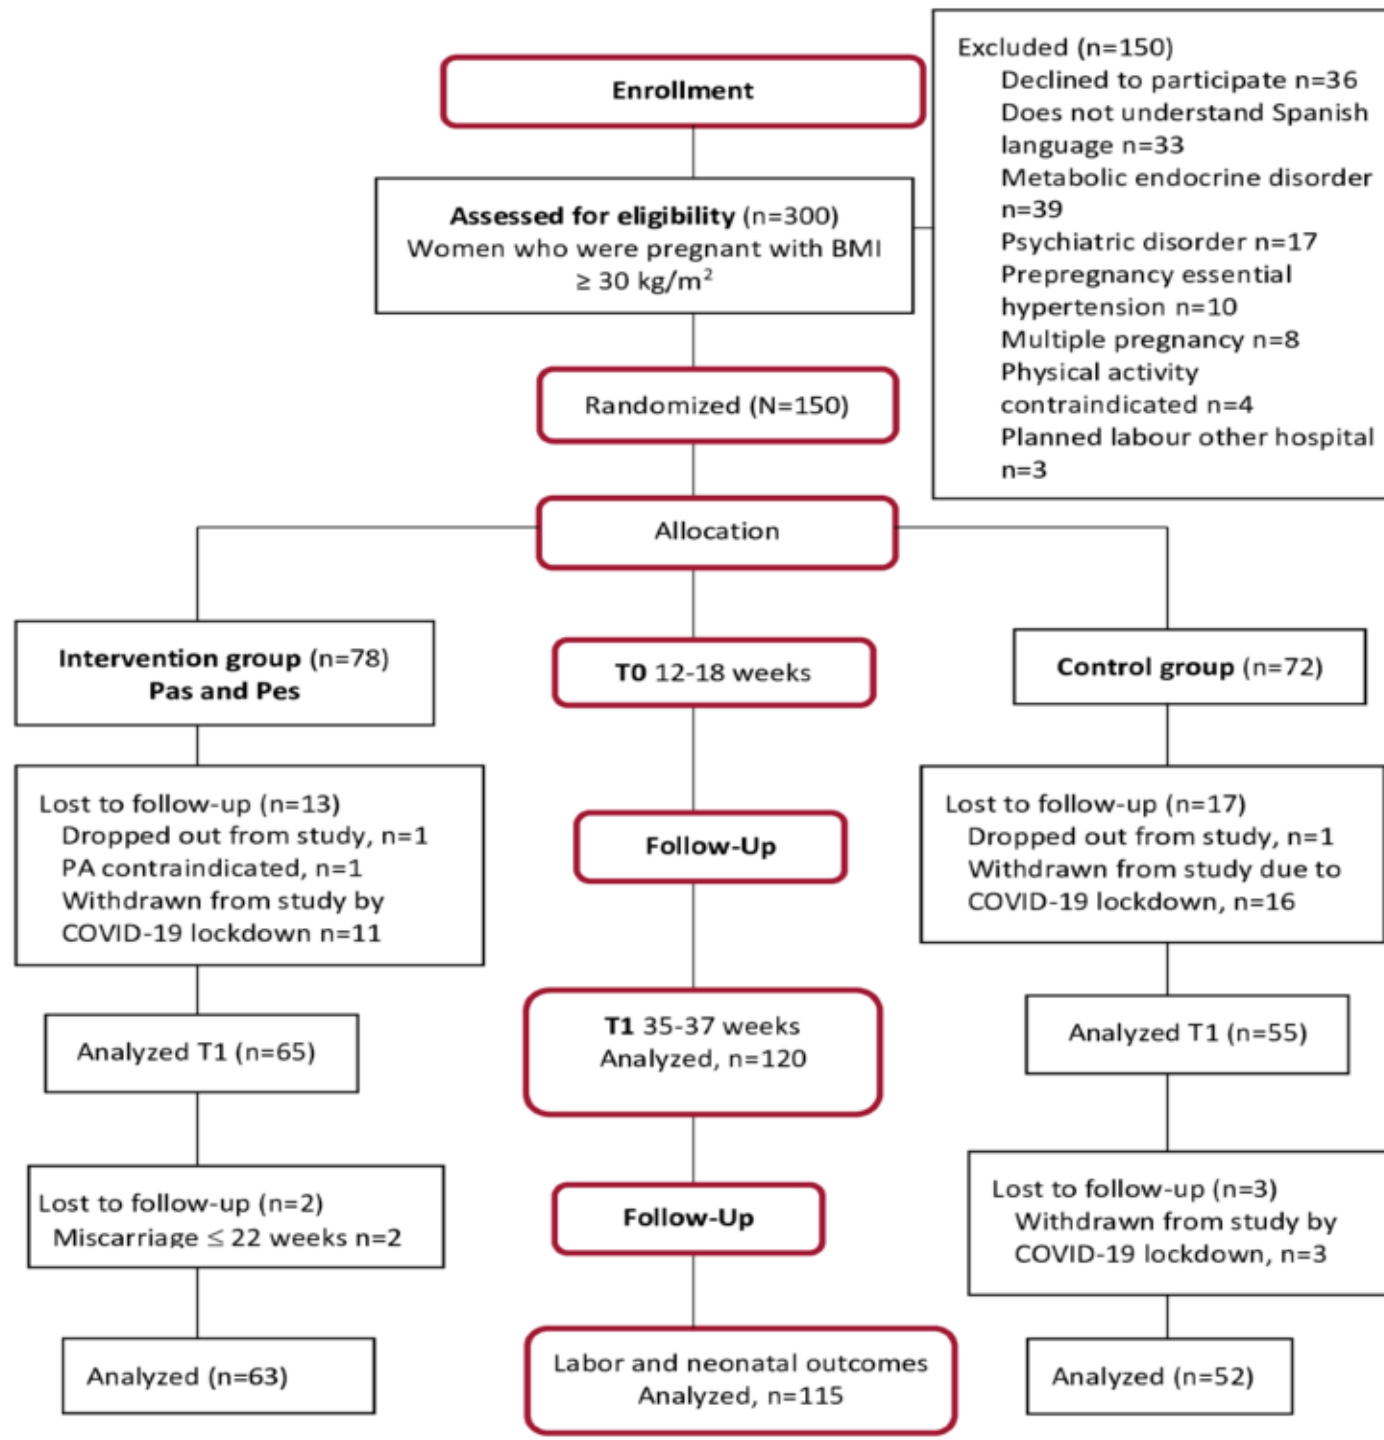 Enrollment
Excluded (n=150)
Declined to participate n=36
Does not understand Spanish
language n=33
Metabolic endocrine disorder
n=39
Psychiatric disorder n=17
Prepregnancy essential
hypertension n=10
Multiple pregnancy n=8
Physical activity
contraindicated n=4
Planned labour other hospital
n=3
Assessed for eligibility (n=300)
Women who were pregnant with BMI
≥ 30 kg/m²
Randomized (N=150)
Allocation
Intervention group (n=78)
Pas and Pes
T0 12-18 weeks
Control group (n=72)
Lost to follow-up (n=13)
Dropped out from study, n=1
PA contraindicated, n=1
Withdrawn from study by
COVID-19 lockdown n=11
Follow-Up
Lost to follow-up (n=17)
Dropped out from study, n=1
Withdrawn from study due to
COVID-19 lockdown, n=16
Analyzed T1 (n=65)
T1 35-37 weeks
Analyzed, n=120
Analyzed T1 (n=55)
Lost to follow-up (n=2)
Miscarriage ≤ 22 weeks n=2
Follow-Up
Lost to follow-up (n=3)
Withdrawn from study by
COVID-19 lockdown, n=3
Analyzed (n=63)
Labor and neonatal outcomes
Analyzed, n=115
Analyzed (n=52)